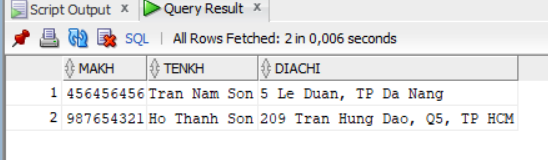 Script Output x Query Result x
SQL | All Rows Fetched: 2 in 0,006 seconds
MAKH TENKH DIACHI
1 456456456 Tran Nam Son 5 Le Duan, TP Da Nang
2 987654321 Ho Thanh Son 209 Tran Hung Dao, Q5, TP HCM